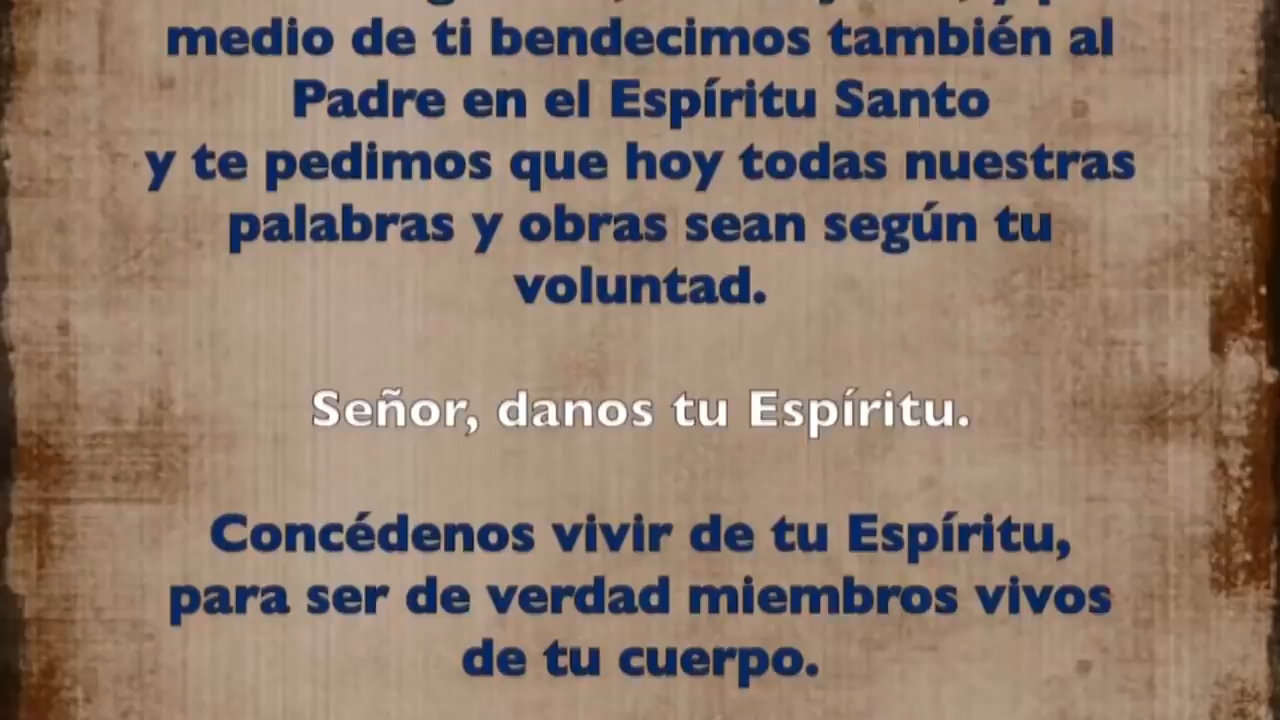 medio de ti bendecimos también al
Padre en el Espíritu Santo
y te pedimos que hoy todas nuestras
palabras y obras sean según tu
voluntad.
Señor, danos tu Espíritu.
Concédenos vivir de tu Espíritu,
para ser de verdad miembros vivos
de tu cuerpo.